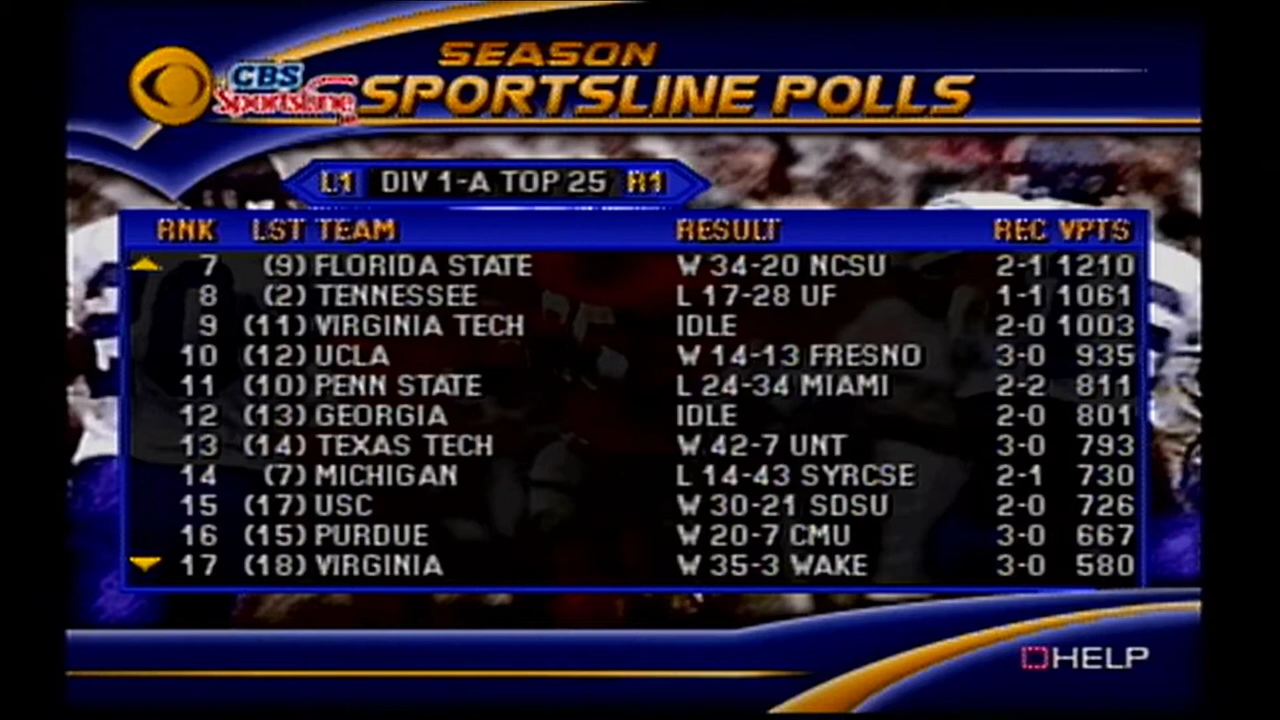 SEASON
CBS
SportsLine
SPORTSLINE POLLS
L1 DIV 1-A TOP 25 R1
RNK LST TEAM RESULT REC VPTS
7 (9) FLORIDA STATE W 34-20 NCSU 2-1 1210
8 (2) TENNESSEE L 17-28 UF 1-1 1061
9 (11) VIRGINIA TECH IDLE 2-0 1003
10 (12) UCLA W 14-13 FRESNO 3-0 935
11 (10) PENN STATE L 24-34 MIAMI 2-2 811
12 (13) GEORGIA IDLE 2-0 801
13 (14) TEXAS TECH W 42-7 UNT 3-0 793
14 (7) MICHIGAN L 14-43 SYRCSE 2-1 730
15 (17) USC W 30-21 SDSU 2-0 726
16 (15) PURDUE W 20-7 CMU 3-0 667
17 (18) VIRGINIA W 35-3 WAKE 3-0 580
HELP